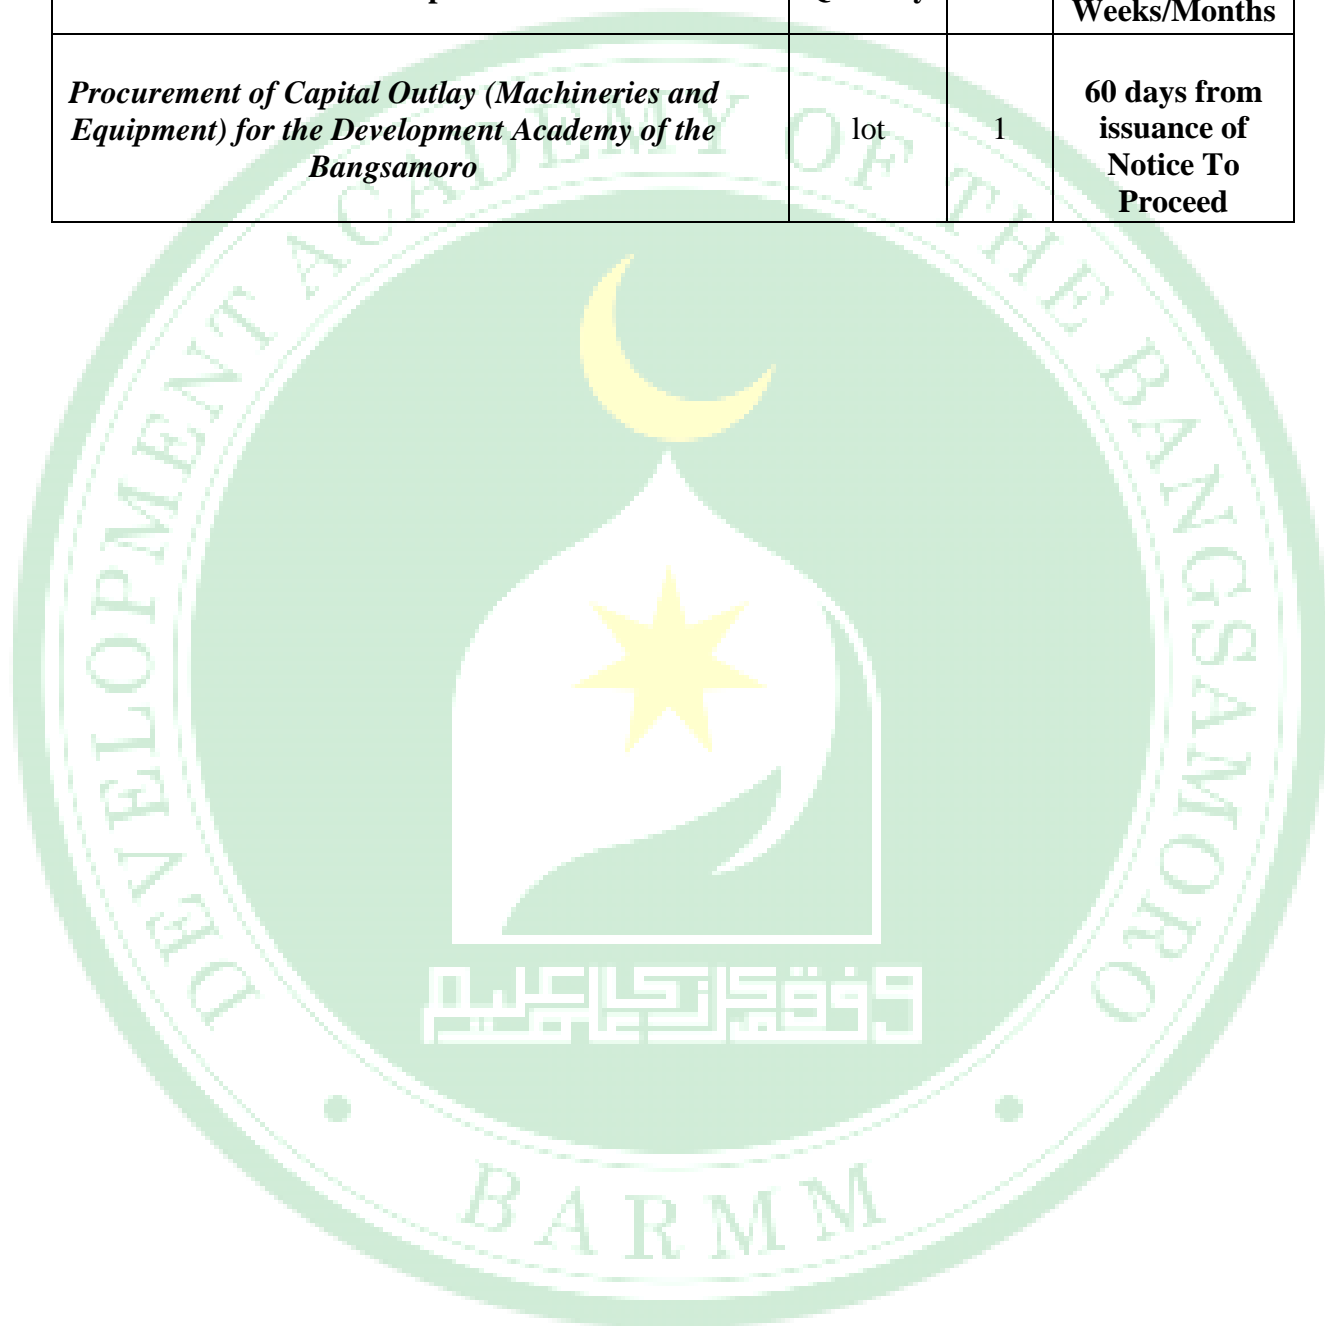 Weeks/Months
Procurement of Capital Outlay (Machineries and
Equipment) for the Development Academy of the
Bangsamoro
lot
1
60 days from
issuance of
Notice To
Proceed
DEVELOPMENT ACADEMY OF THE BANGSAMORO
BARMM